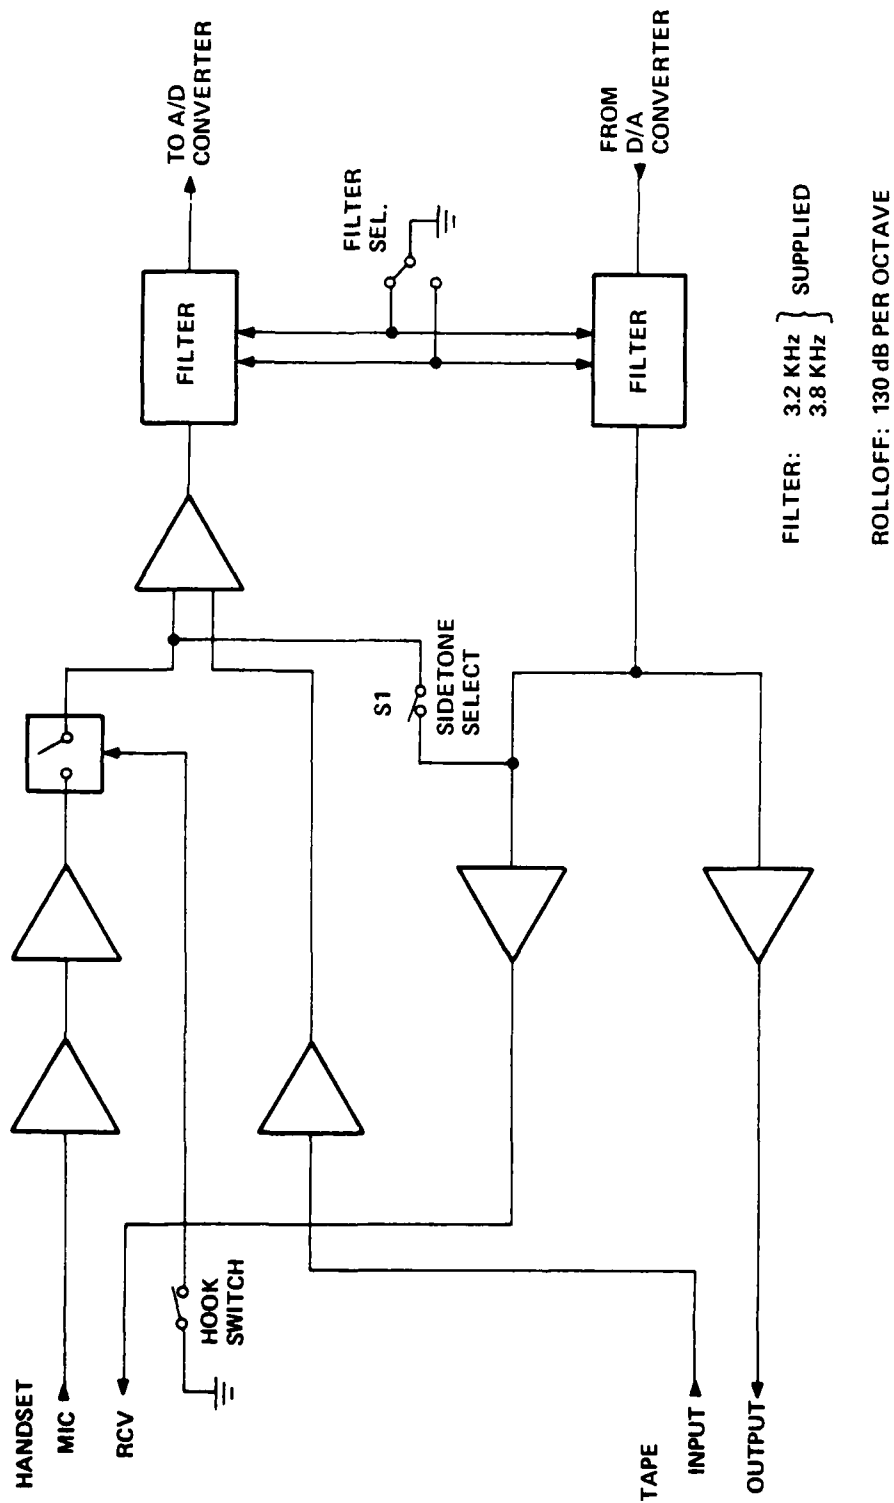 HANDSET
MIC
RCV
HOOK
SWITCH
TAPE
INPUT
OUTPUT
S1
SIDETONE
SELECT
FILTER
FILTER
SEL.
FILTER
TO A/D
CONVERTER
FROM
D/A
CONVERTER
FILTER: 3.2 KHz } SUPPLIED
3.8 KHz
ROLLOFF: 130 dB PER OCTAVE